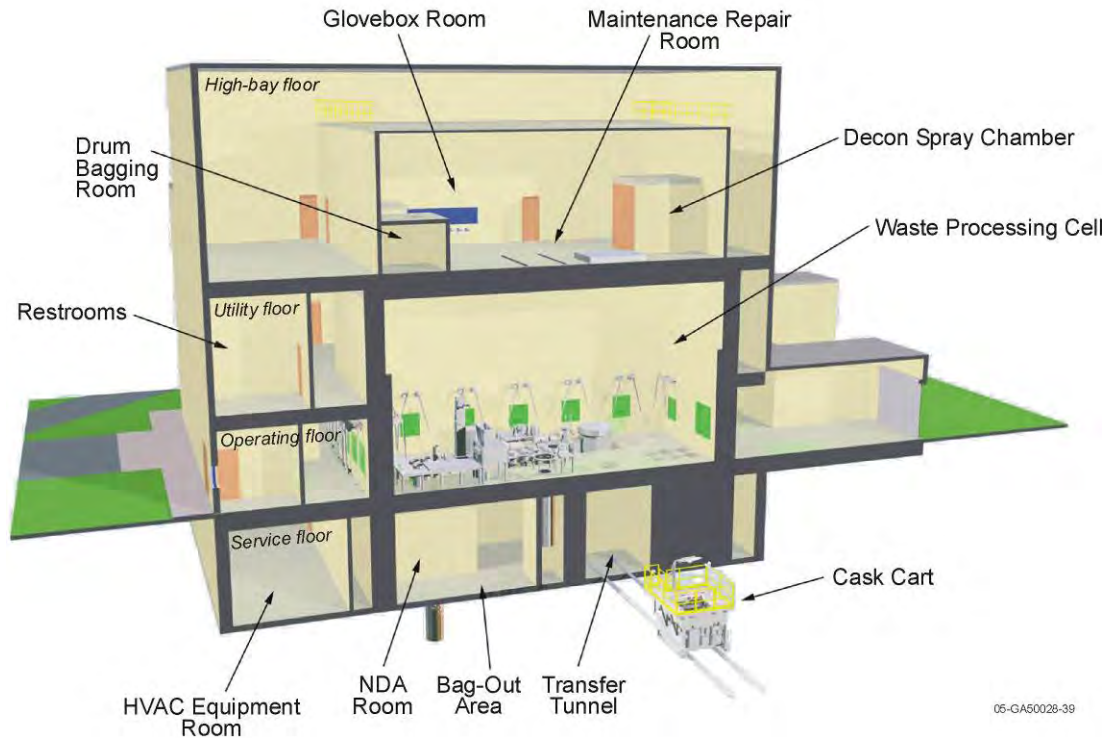 Glovebox Room
Maintenance Repair
Room
High-bay floor
Drum
Bagging
Room
Decon Spray Chamber
Waste Processing Cell
Restrooms
Utility floor
Operating floor
Service floor
Cask Cart
HVAC Equipment
Room
NDA
Room
Bag-Out
Area
Transfer
Tunnel
05-GA50028-39